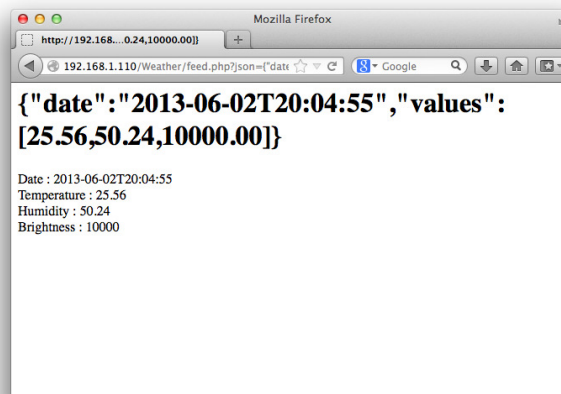 Mozilla Firefox
http://192.168....0.24,10000.00]}
192.168.1.110/Weather/feed.php?json={"date
Google
{"date":"2013-06-02T20:04:55","values":
[25.56,50.24,10000.00]}
Date : 2013-06-02T20:04:55
Temperature : 25.56
Humidity : 50.24
Brightness : 10000